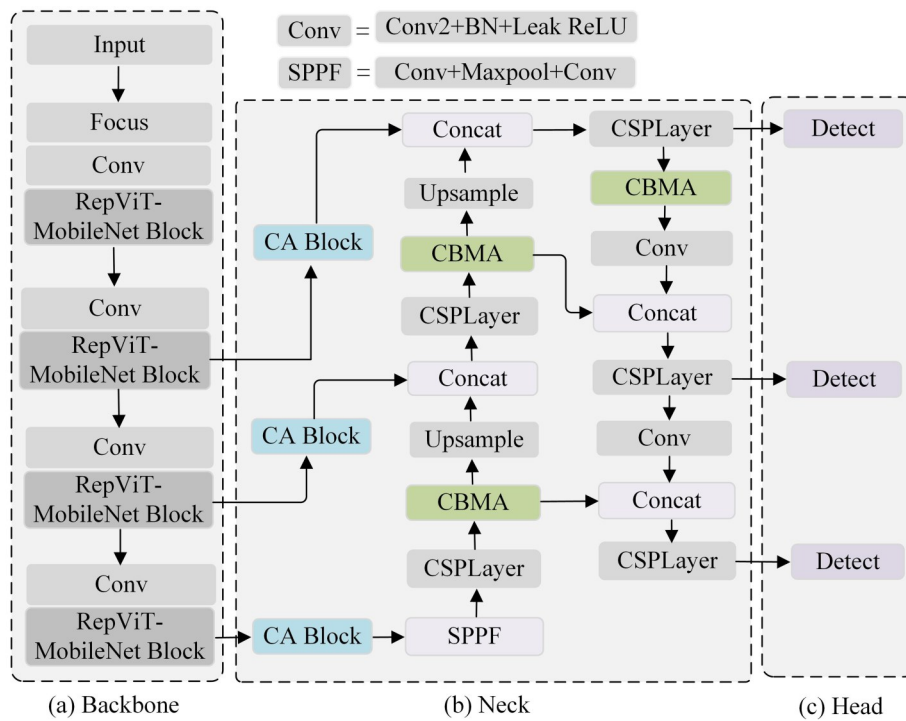 Input
Focus
Conv
RepViT-
MobileNet Block
Conv
RepViT-
MobileNet Block
Conv
RepViT-
MobileNet Block
Conv
RepViT-
MobileNet Block
(a) Backbone
Conv = Conv2+BN+Leak ReLU
SPPF = Conv+Maxpool+Conv
CA Block
CA Block
CA Block
Concat
Upsample
CBMA
CSPLayer
Concat
Upsample
CBMA
CSPLayer
SPPF
CSPLayer
CBMA
Conv
Concat
CSPLayer
Conv
Concat
CSPLayer
(b) Neck
Detect
Detect
Detect
(c) Head